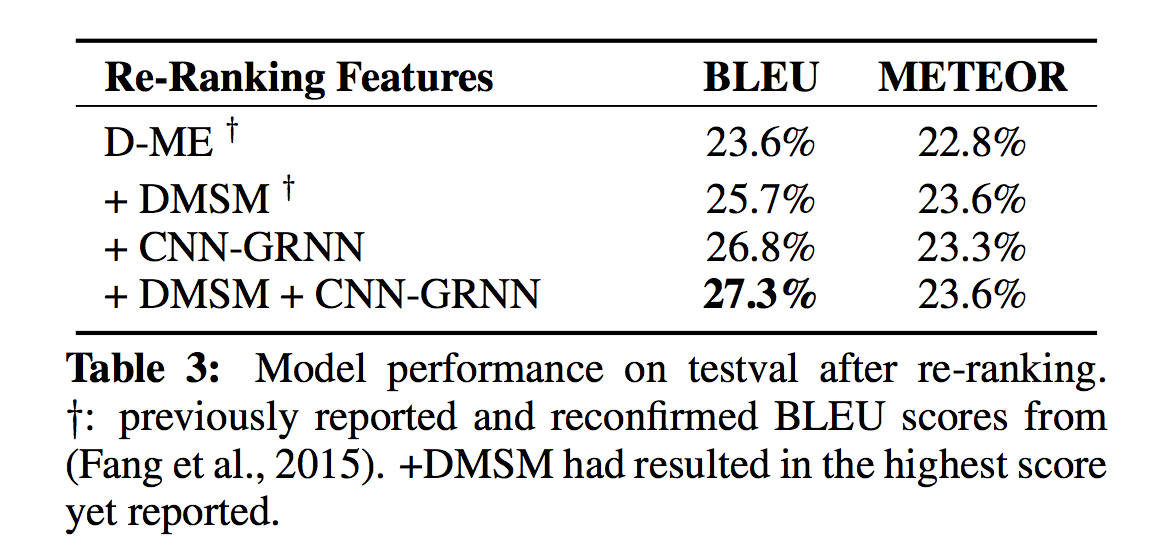 Re-Ranking Features BLEU METEOR
D-ME † 23.6% 22.8%
+ DMSM † 25.7% 23.6%
+ CNN-GRNN 26.8% 23.3%
+ DMSM + CNN-GRNN 27.3% 23.6%
Table 3: Model performance on testval after re-ranking.
†: previously reported and reconfirmed BLEU scores from
(Fang et al., 2015). +DMSM had resulted in the highest score
yet reported.